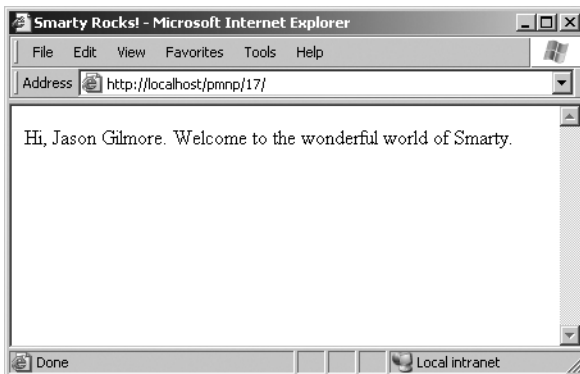 Smarty Rocks! - Microsoft Internet Explorer
File Edit View Favorites Tools Help
Address http://localhost/pmnp/17/
Hi, Jason Gilmore. Welcome to the wonderful world of Smarty.
Done Local intranet